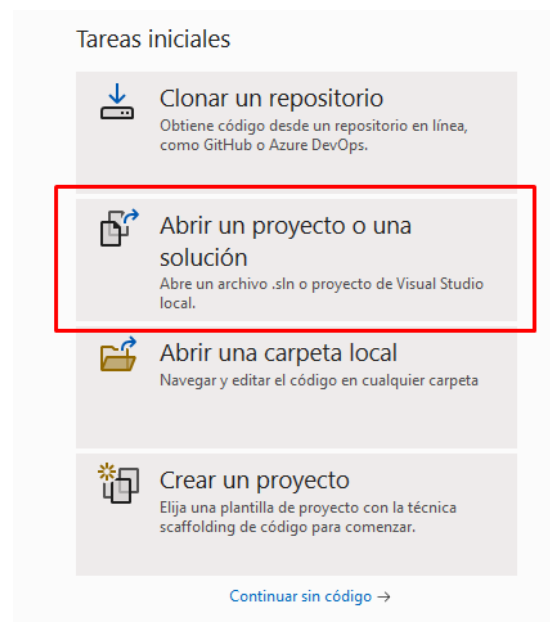 Tareas iniciales
Clonar un repositorio
Obtiene código desde un repositorio en línea,
como GitHub o Azure DevOps.
Abrir un proyecto o una
solución
Abre un archivo .sln o proyecto de Visual Studio
local.
Abrir una carpeta local
Navegar y editar el código en cualquier carpeta
Crear un proyecto
Elija una plantilla de proyecto con la técnica
scaffolding de código para comenzar.
Continuar sin código →